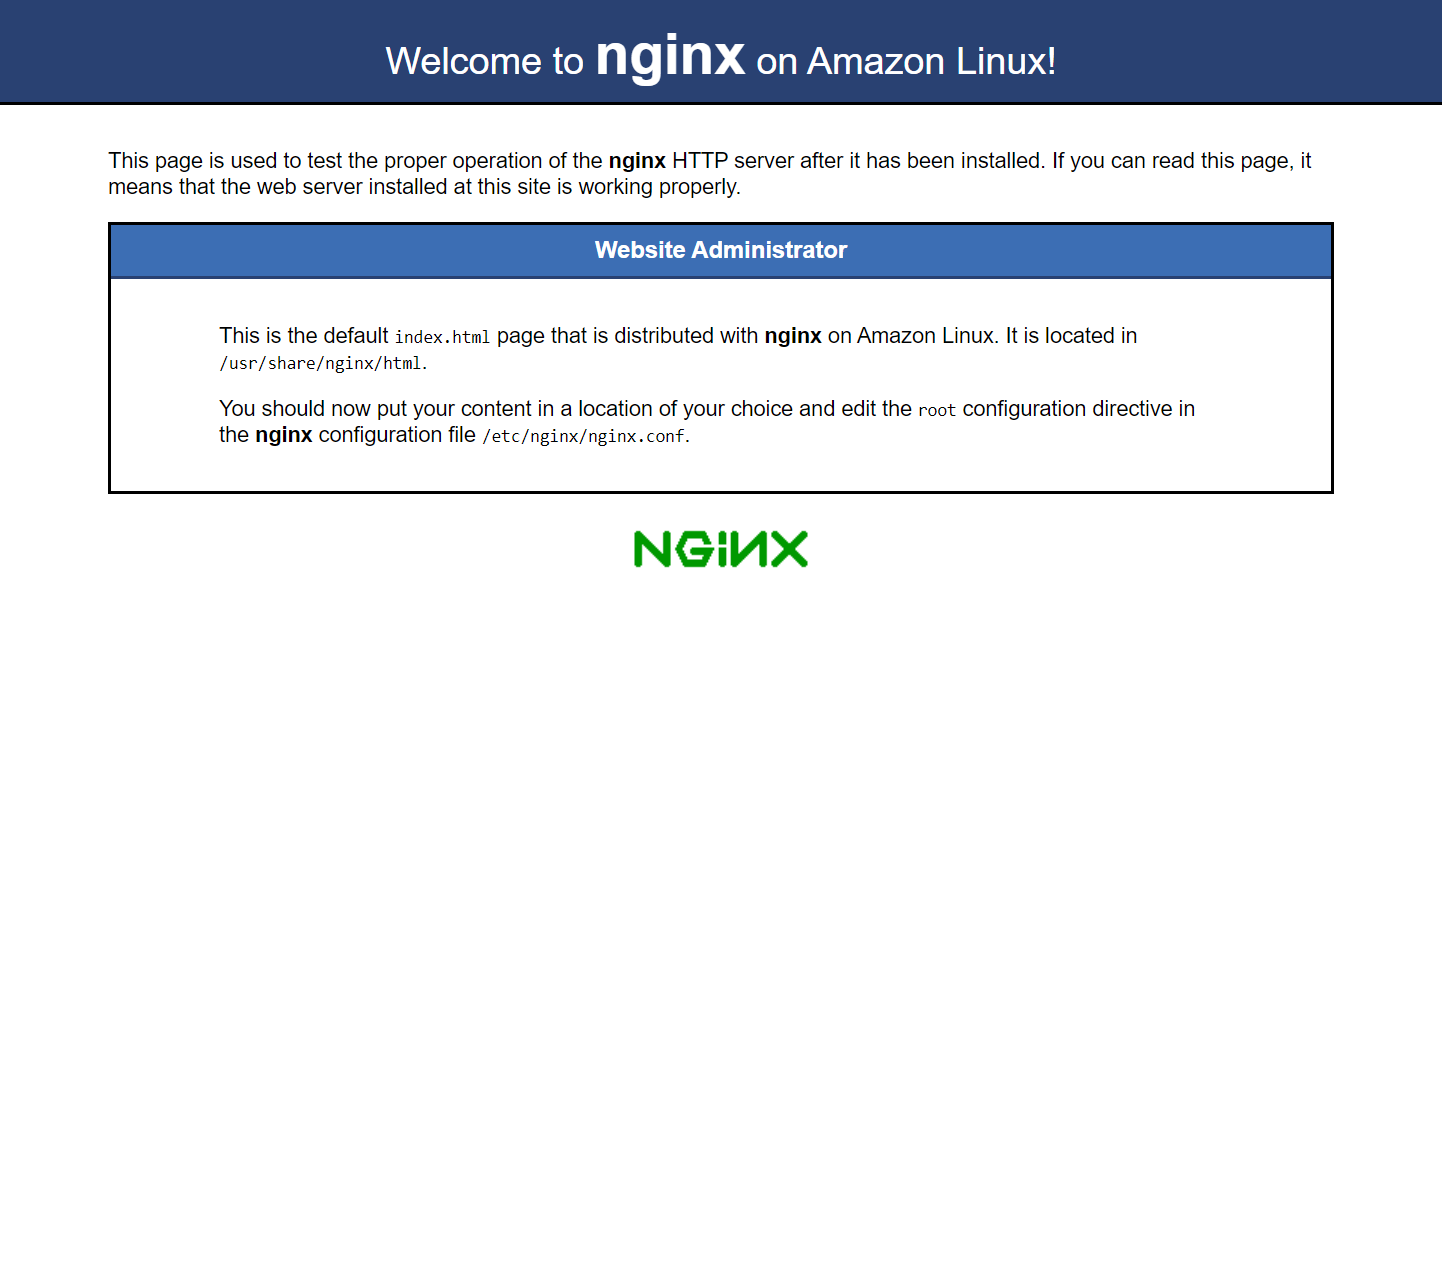 Welcome to nginx on Amazon Linux!
This page is used to test the proper operation of the nginx HTTP server after it has been installed. If you can read this page, it
means that the web server installed at this site is working properly.
Website Administrator
This is the default index.html page that is distributed with nginx on Amazon Linux. It is located in
/usr/share/nginx/html.
You should now put your content in a location of your choice and edit the root configuration directive in
the nginx configuration file /etc/nginx/nginx.conf.
NGINX